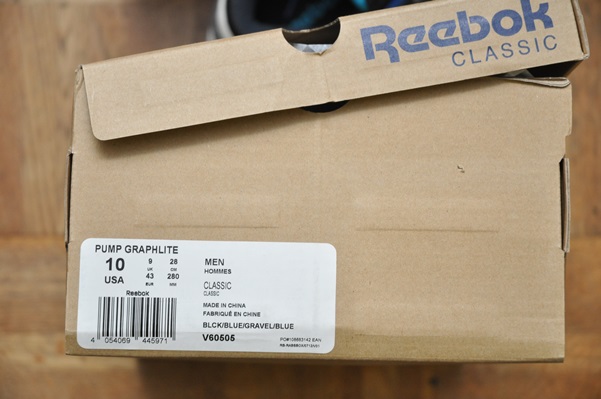 Reebok
CLASSIC
PUMP GRAPHLITE
10 9 28
UK CM
USA 43 280
EUR MM
MEN
HOMMES
CLASSIC
CLASSIC
MADE IN CHINA
FABRIQUÉ EN CHINE
BLCK/BLUE/GRAVEL/BLUE
V60505
Reebok
4 054069 445971